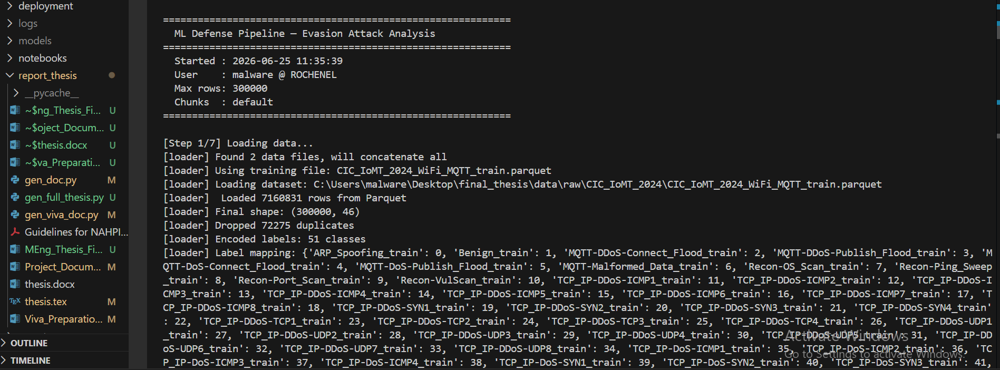 deployment
logs
models
notebooks
report_thesis
__pycache__
~$ng_Thesis_Fi... U
~$oject_Docum... U
~$thesis.docx U
~$va_Preparati... U
gen_doc.py M
gen_full_thesis.py U
gen_viva_doc.py M
Guidelines for NAHPI...
MEng_Thesis_Fi... U
Project_Docum... M
thesis.docx
TEX thesis.tex M
Viva_Preparatio... M
OUTLINE
TIMELINE
============================================================
ML Defense Pipeline — Evasion Attack Analysis
============================================================
Started : 2026-06-25 11:35:39
User : malware @ ROCHENEL
Max rows: 300000
Chunks : default
============================================================
[Step 1/7] Loading data...
[loader] Found 2 data files, will concatenate all
[loader] Using training file: CIC_IoMT_2024_WiFi_MQTT_train.parquet
[loader] Loading dataset: C:\Users\malware\Desktop\final_thesis\data\raw\CIC_IoMT_2024\CIC_IoMT_2024_WiFi_MQTT_train.parquet
[loader]  Loaded 7160831 rows from Parquet
[loader] Final shape: (300000, 46)
[loader] Dropped 72275 duplicates
[loader] Encoded labels: 51 classes
[loader] Label mapping: {'ARP_Spoofing_train': 0, 'Benign_train': 1, 'MQTT-DDoS-Connect_Flood_train': 2, 'MQTT-DDoS-Publish_Flood_train': 3, 'M
QTT-DoS-Connect_Flood_train': 4, 'MQTT-DoS-Publish_Flood_train': 5, 'MQTT-Malformed_Data_train': 6, 'Recon-OS_Scan_train': 7, 'Recon-Ping_Sweep
_train': 8, 'Recon-Port_Scan_train': 9, 'Recon-VulScan_train': 10, 'TCP_IP-DDoS-ICMP1_train': 11, 'TCP_IP-DDoS-ICMP2_train': 12, 'TCP_IP-DDoS-I
CMP3_train': 13, 'TCP_IP-DDoS-ICMP4_train': 14, 'TCP_IP-DDoS-ICMP5_train': 15, 'TCP_IP-DDoS-ICMP6_train': 16, 'TCP_IP-DDoS-ICMP7_train': 17, 'T
CP_IP-DDoS-ICMP8_train': 18, 'TCP_IP-DDoS-SYN1_train': 19, 'TCP_IP-DDoS-SYN2_train': 20, 'TCP_IP-DDoS-SYN3_train': 21, 'TCP_IP-DDoS-SYN4_train'
: 22, 'TCP_IP-DDoS-TCP1_train': 23, 'TCP_IP-DDoS-TCP2_train': 24, 'TCP_IP-DDoS-TCP3_train': 25, 'TCP_IP-DDoS-TCP4_train': 26, 'TCP_IP-DDoS-UDP1
_train': 27, 'TCP_IP-DDoS-UDP2_train': 28, 'TCP_IP-DDoS-UDP3_train': 29, 'TCP_IP-DDoS-UDP4_train': 30, 'TCP_IP-DDoS-UDP5_train': 31, 'TCP_IP-DD
oS-UDP6_train': 32, 'TCP_IP-DDoS-UDP7_train': 33, 'TCP_IP-DDoS-UDP8_train': 34, 'TCP_IP-DoS-ICMP1_train': 35, 'TCP_IP-DoS-ICMP2_train': 36, 'TC
P_IP-DoS-ICMP3_train': 37, 'TCP_IP-DoS-ICMP4_train': 38, 'TCP_IP-DoS-SYN1_train': 39, 'TCP_IP-DoS-SYN2_train': 40, 'TCP_IP-DoS-SYN3_train': 41,
Activate Windows
Go to Settings to activate Windows.